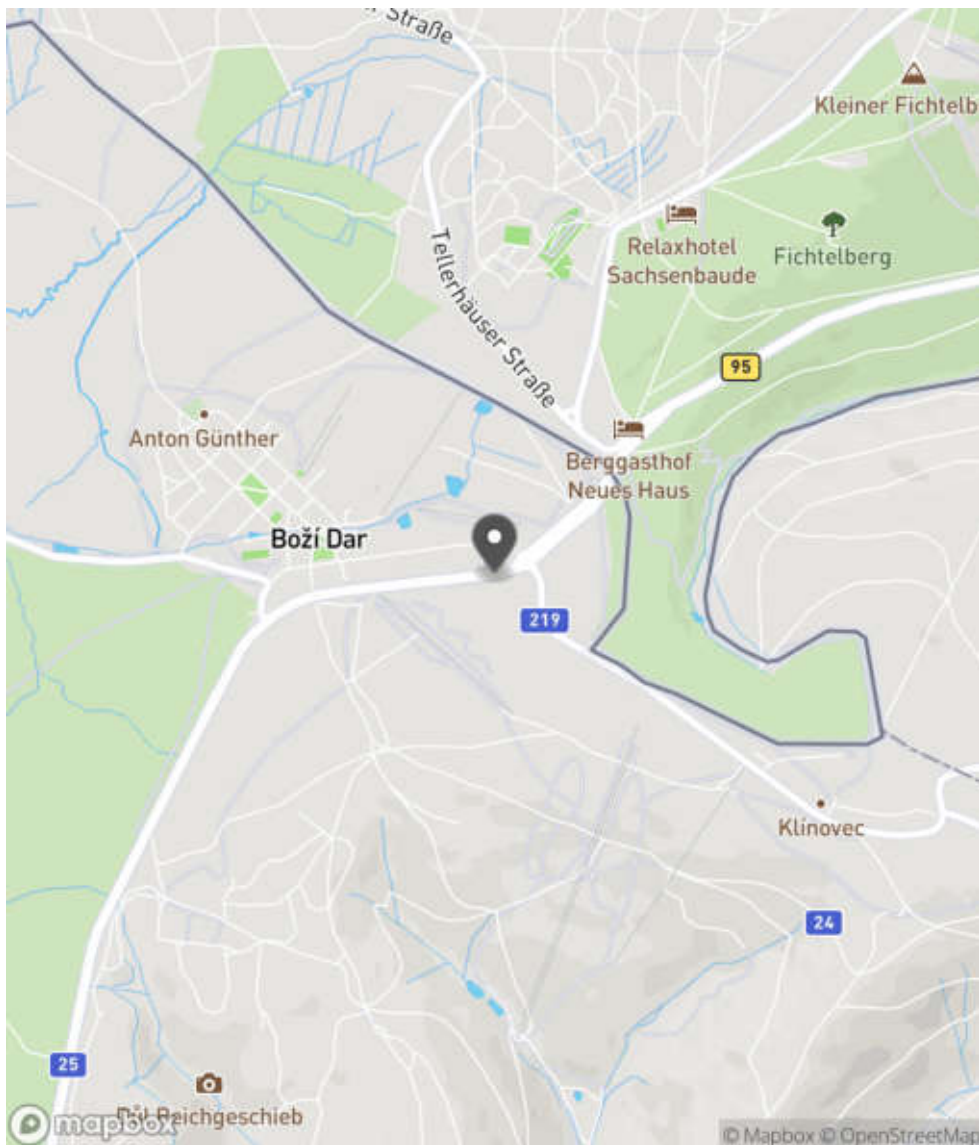 Straße
Kleiner Fichtelb
Relaxhotel
Sachsenbaude
Fichtelberg
Tellerhäuser Straße
95
Anton Günther
Berggasthof
Neues Haus
Boží Dar
219
Klínovec
24
25
Důl Reichgeschieb
mapbox
© Mapbox © OpenStreetMap